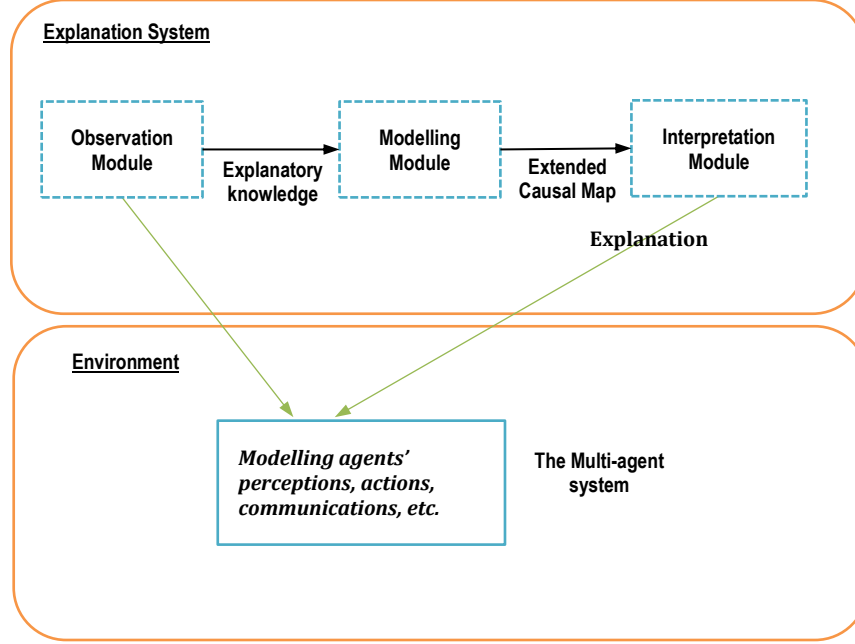 Explanation System
Observation
Module
Modelling
Module
Interpretation
Module
Explanatory
knowledge
Extended
Causal Map
Explanation
Environment
Modelling agents’
perceptions, actions,
communications, etc.
The Multi-agent
system